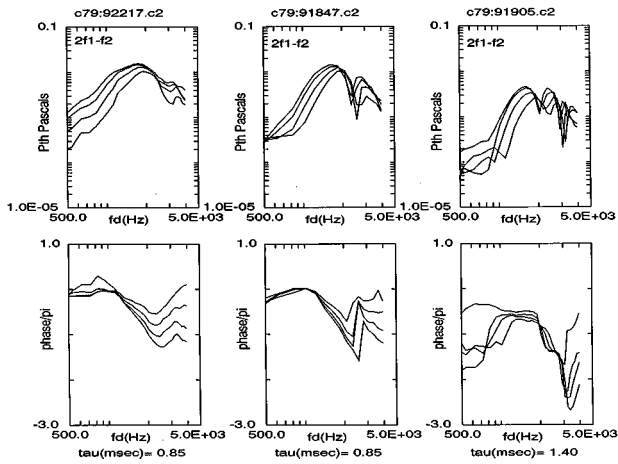 c79:92217.c2
c79:91847.c2
c79:91905.c2
0.1
2f1-f2
Pth Pascals
1.0E-05
500.0
fd(Hz)
5.0E+03
0.1
2f1-f2
Pth Pascals
1.0E-05
500.0
fd(Hz)
5.0E+03
0.1
2f1-f2
Pth Pascals
1.0E-05
500.0
fd(Hz)
5.0E+03
1.0
phase/pi
-3.0
500.0
fd(Hz)
5.0E+03
tau(msec)= 0.85
1.0
phase/pi
-3.0
500.0
fd(Hz)
5.0E+03
tau(msec)= 0.85
1.0
phase/pi
-3.0
500.0
fd(Hz)
5.0E+03
tau(msec)= 1.40